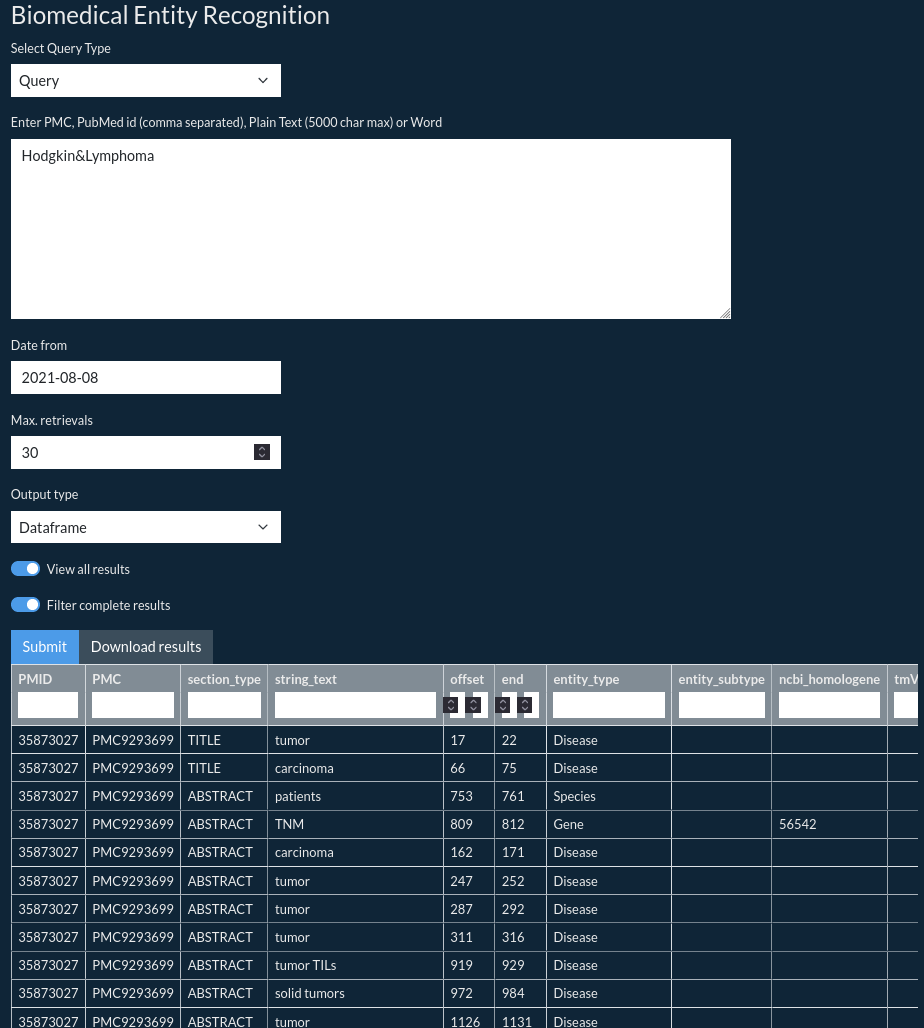 Biomedical Entity Recognition
Select Query Type
Query
Enter PMC, PubMed id (comma separated), Plain Text (5000 char max) or Word
Hodgkin&Lymphoma
Date from
2021-08-08
Max. retrievals
30
Output type
Dataframe
View all results
Filter complete results
Submit Download results
PMID PMC section_type string_text offset end entity_type entity_subtype ncbi_homologene tmV
35873027 PMC9293699 TITLE tumor 17 22 Disease
35873027 PMC9293699 TITLE carcinoma 66 75 Disease
35873027 PMC9293699 ABSTRACT patients 753 761 Species
35873027 PMC9293699 ABSTRACT TNM 809 812 Gene 56542
35873027 PMC9293699 ABSTRACT carcinoma 162 171 Disease
35873027 PMC9293699 ABSTRACT tumor 247 252 Disease
35873027 PMC9293699 ABSTRACT tumor 287 292 Disease
35873027 PMC9293699 ABSTRACT tumor 311 316 Disease
35873027 PMC9293699 ABSTRACT tumor TILs 919 929 Disease
35873027 PMC9293699 ABSTRACT solid tumors 972 984 Disease
35873027 PMC9293699 ABSTRACT tumor 1126 1131 Disease